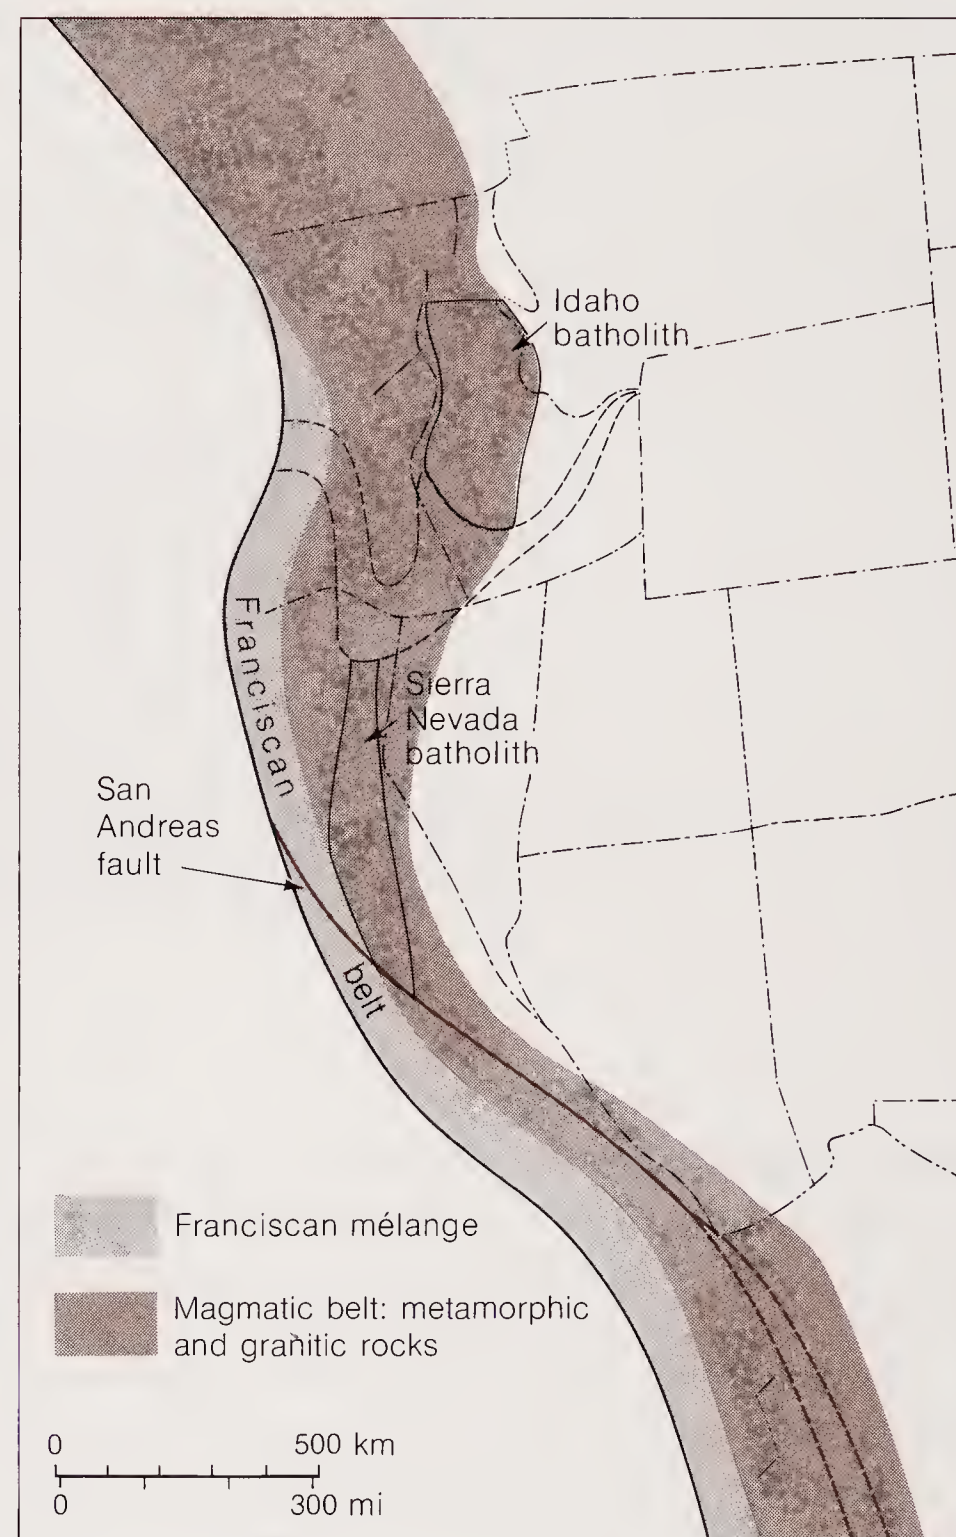 Idaho
batholith
Franciscan
Sierra
Nevada
batholith
San
Andreas
fault
belt
Franciscan mélange
Magmatic belt: metamorphic
and granitic rocks
0 500 km
0 300 mi